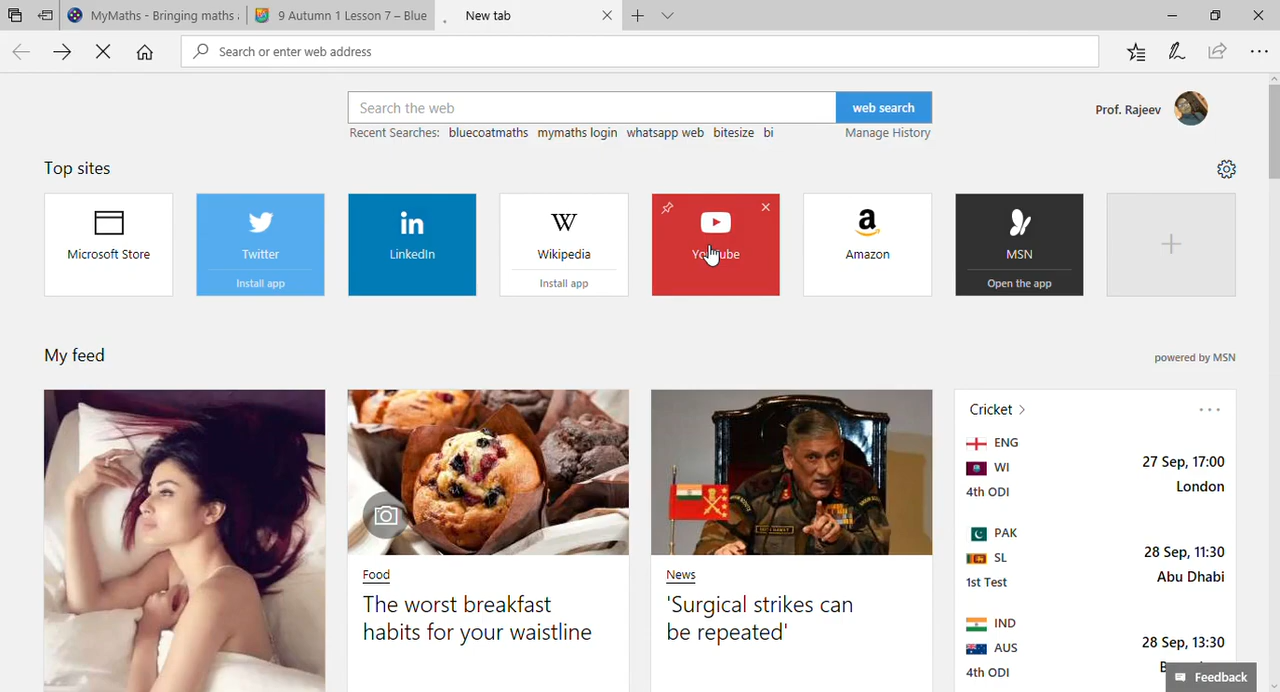 MyMaths - Bringing maths
9 Autumn 1 Lesson 7 – Blue
New tab
Search or enter web address
Search the web
web search
Prof. Rajeev
Recent Searches: bluecoatmaths mymaths login whatsapp web bitesize bi
Manage History
Top sites
Microsoft Store
Twitter
Install app
in
LinkedIn
W
Wikipedia
Install app
YouTube
a
Amazon
MSN
Open the app
My feed
powered by MSN
Food
The worst breakfast
habits for your waistline
News
'Surgical strikes can
be repeated'
Cricket
ENG
WI
4th ODI
27 Sep, 17:00
London
PAK
SL
1st Test
28 Sep, 11:30
Abu Dhabi
IND
AUS
4th ODI
28 Sep, 13:30
Feedback